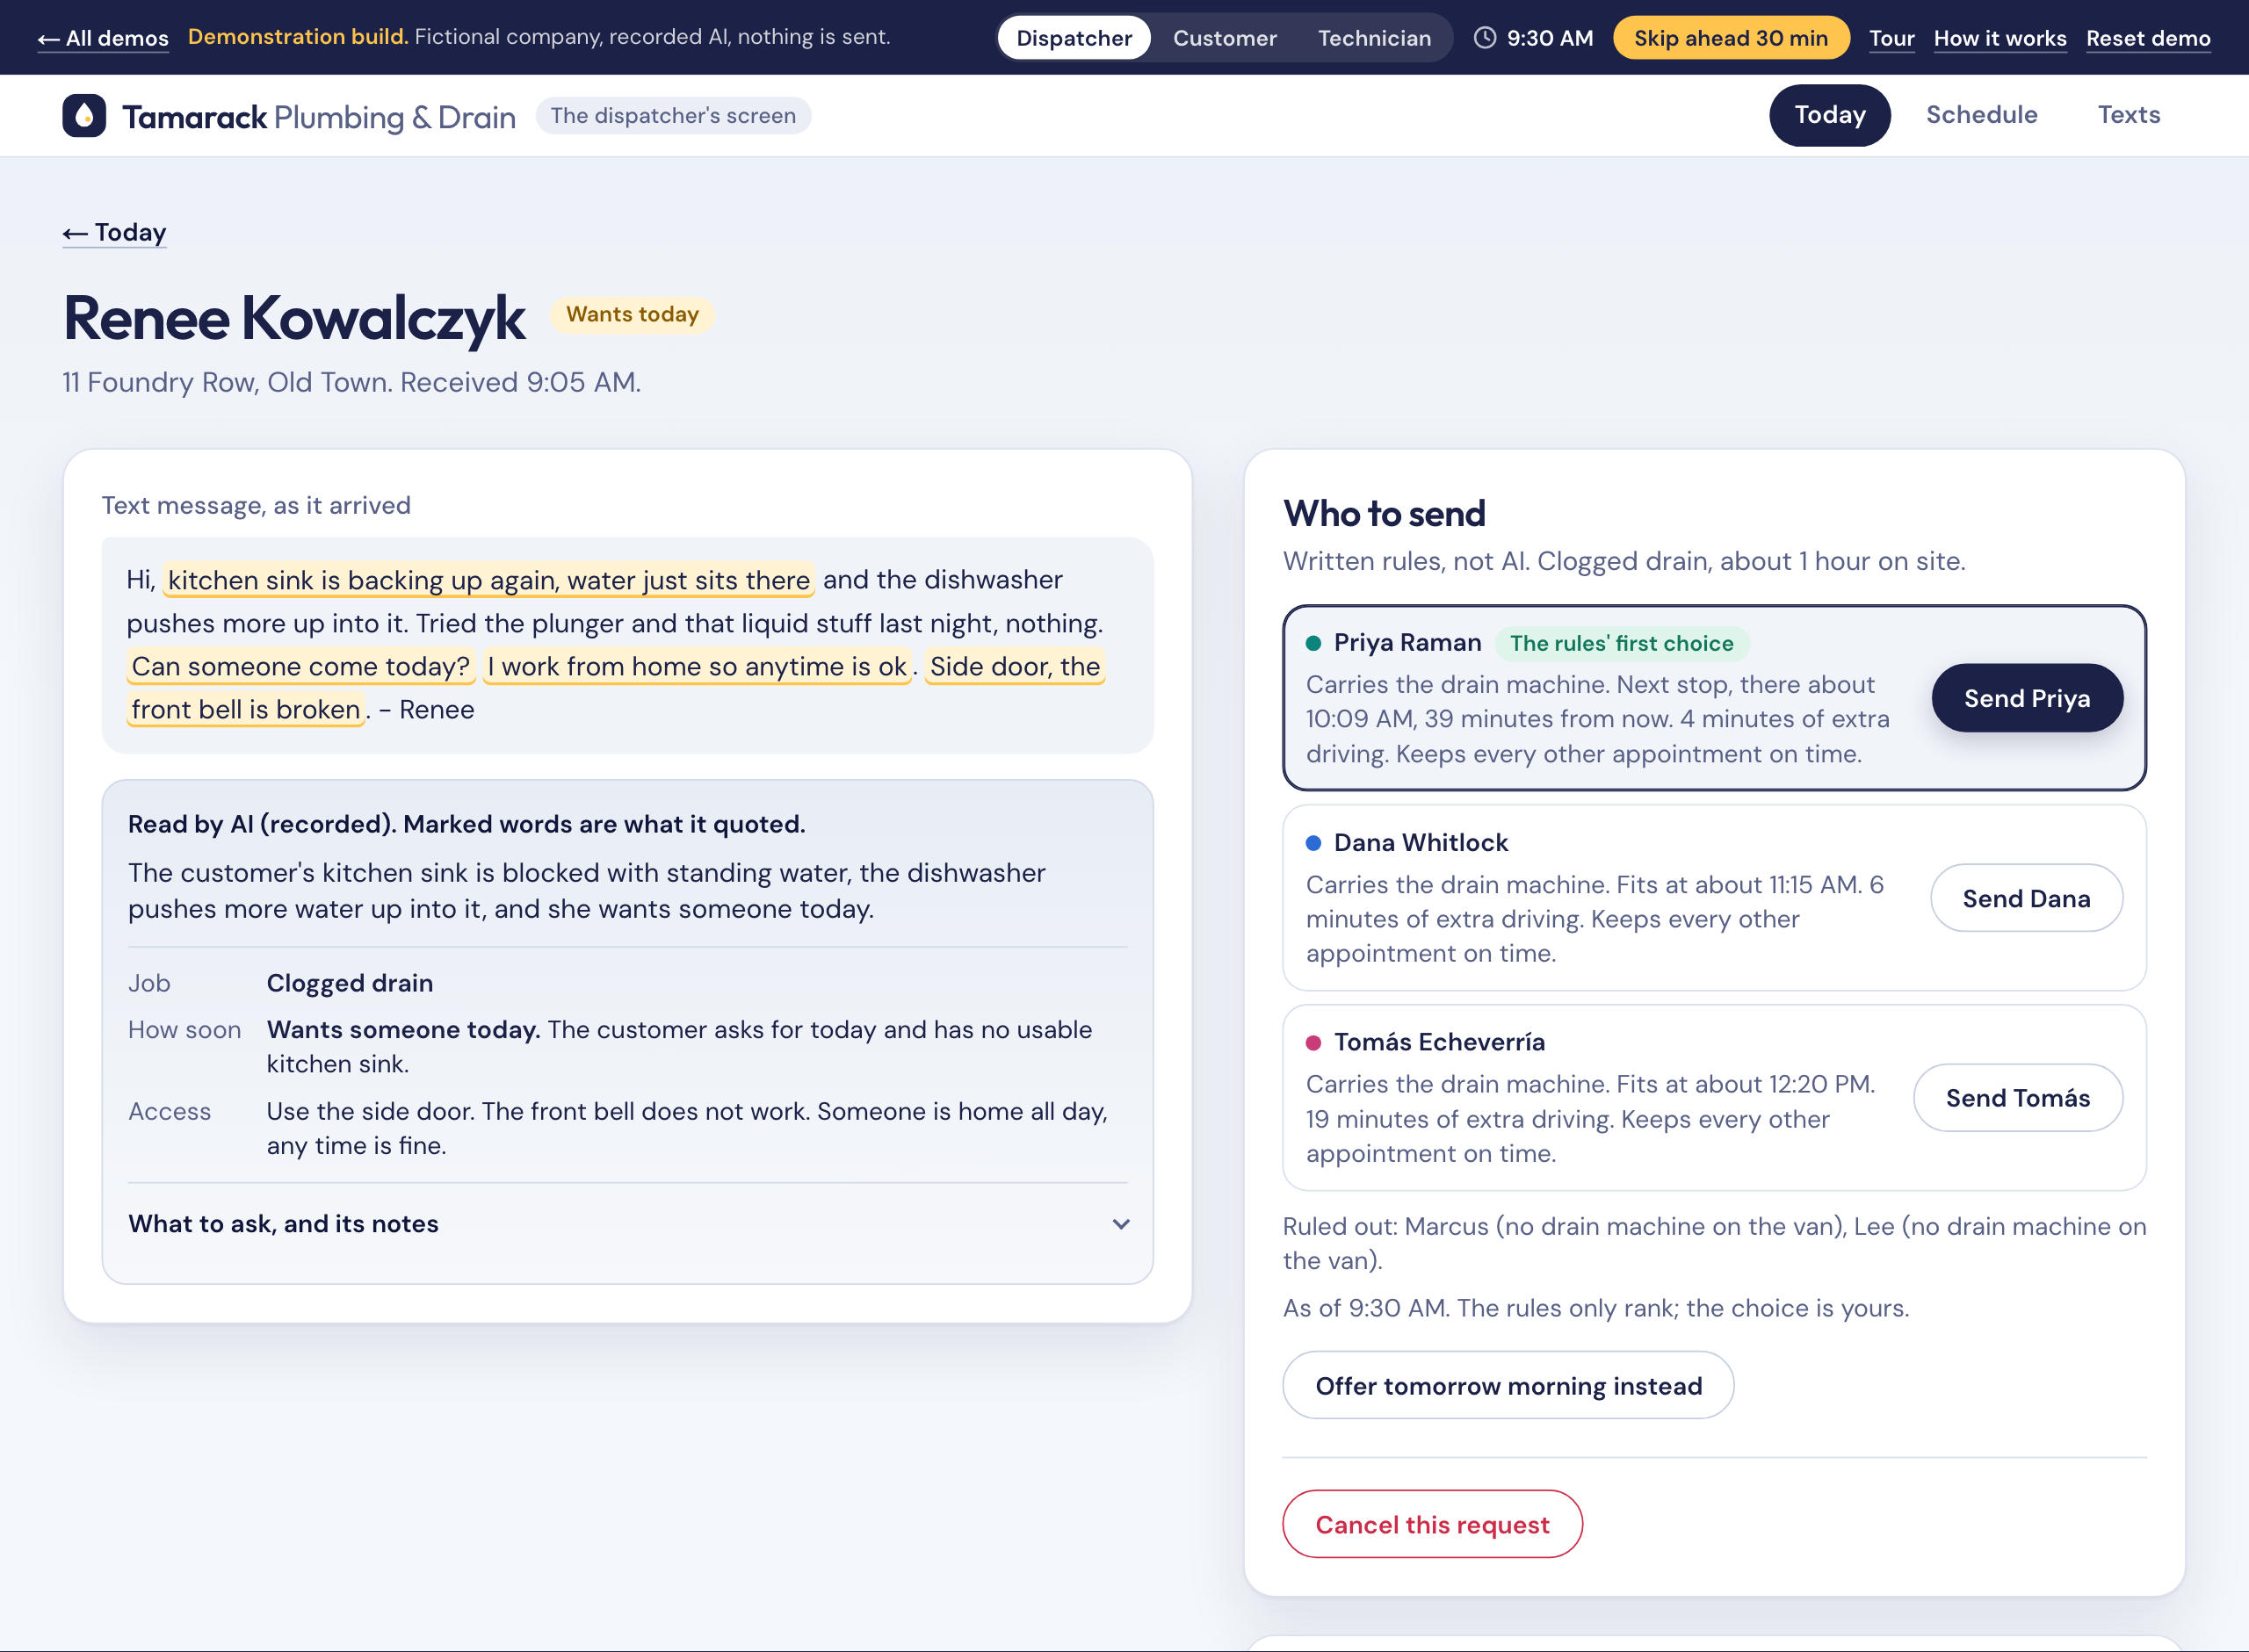 ← All demos
Demonstration build. Fictional company, recorded AI, nothing is sent.
Dispatcher
Customer
Technician
9:30 AM
Skip ahead 30 min
Tour
How it works
Reset demo
Tamarack Plumbing & Drain
The dispatcher's screen
Today
Schedule
Texts
← Today
Renee Kowalczyk
Wants today
11 Foundry Row, Old Town. Received 9:05 AM.
Text message, as it arrived
Hi, kitchen sink is backing up again, water just sits there and the dishwasher
pushes more up into it. Tried the plunger and that liquid stuff last night, nothing.
Can someone come today? I work from home so anytime is ok. Side door, the
front bell is broken. – Renee
Read by AI (recorded). Marked words are what it quoted.
The customer's kitchen sink is blocked with standing water, the dishwasher
pushes more water up into it, and she wants someone today.
Job
Clogged drain
How soon
Wants someone today. The customer asks for today and has no usable
kitchen sink.
Access
Use the side door. The front bell does not work. Someone is home all day,
any time is fine.
What to ask, and its notes
Who to send
Written rules, not AI. Clogged drain, about 1 hour on site.
Priya Raman
The rules' first choice
Carries the drain machine. Next stop, there about
10:09 AM, 39 minutes from now. 4 minutes of extra
driving. Keeps every other appointment on time.
Send Priya
Dana Whitlock
Carries the drain machine. Fits at about 11:15 AM. 6
minutes of extra driving. Keeps every other
appointment on time.
Send Dana
Tomás Echeverría
Carries the drain machine. Fits at about 12:20 PM.
19 minutes of extra driving. Keeps every other
appointment on time.
Send Tomás
Ruled out: Marcus (no drain machine on the van), Lee (no drain machine on
the van).
As of 9:30 AM. The rules only rank; the choice is yours.
Offer tomorrow morning instead
Cancel this request